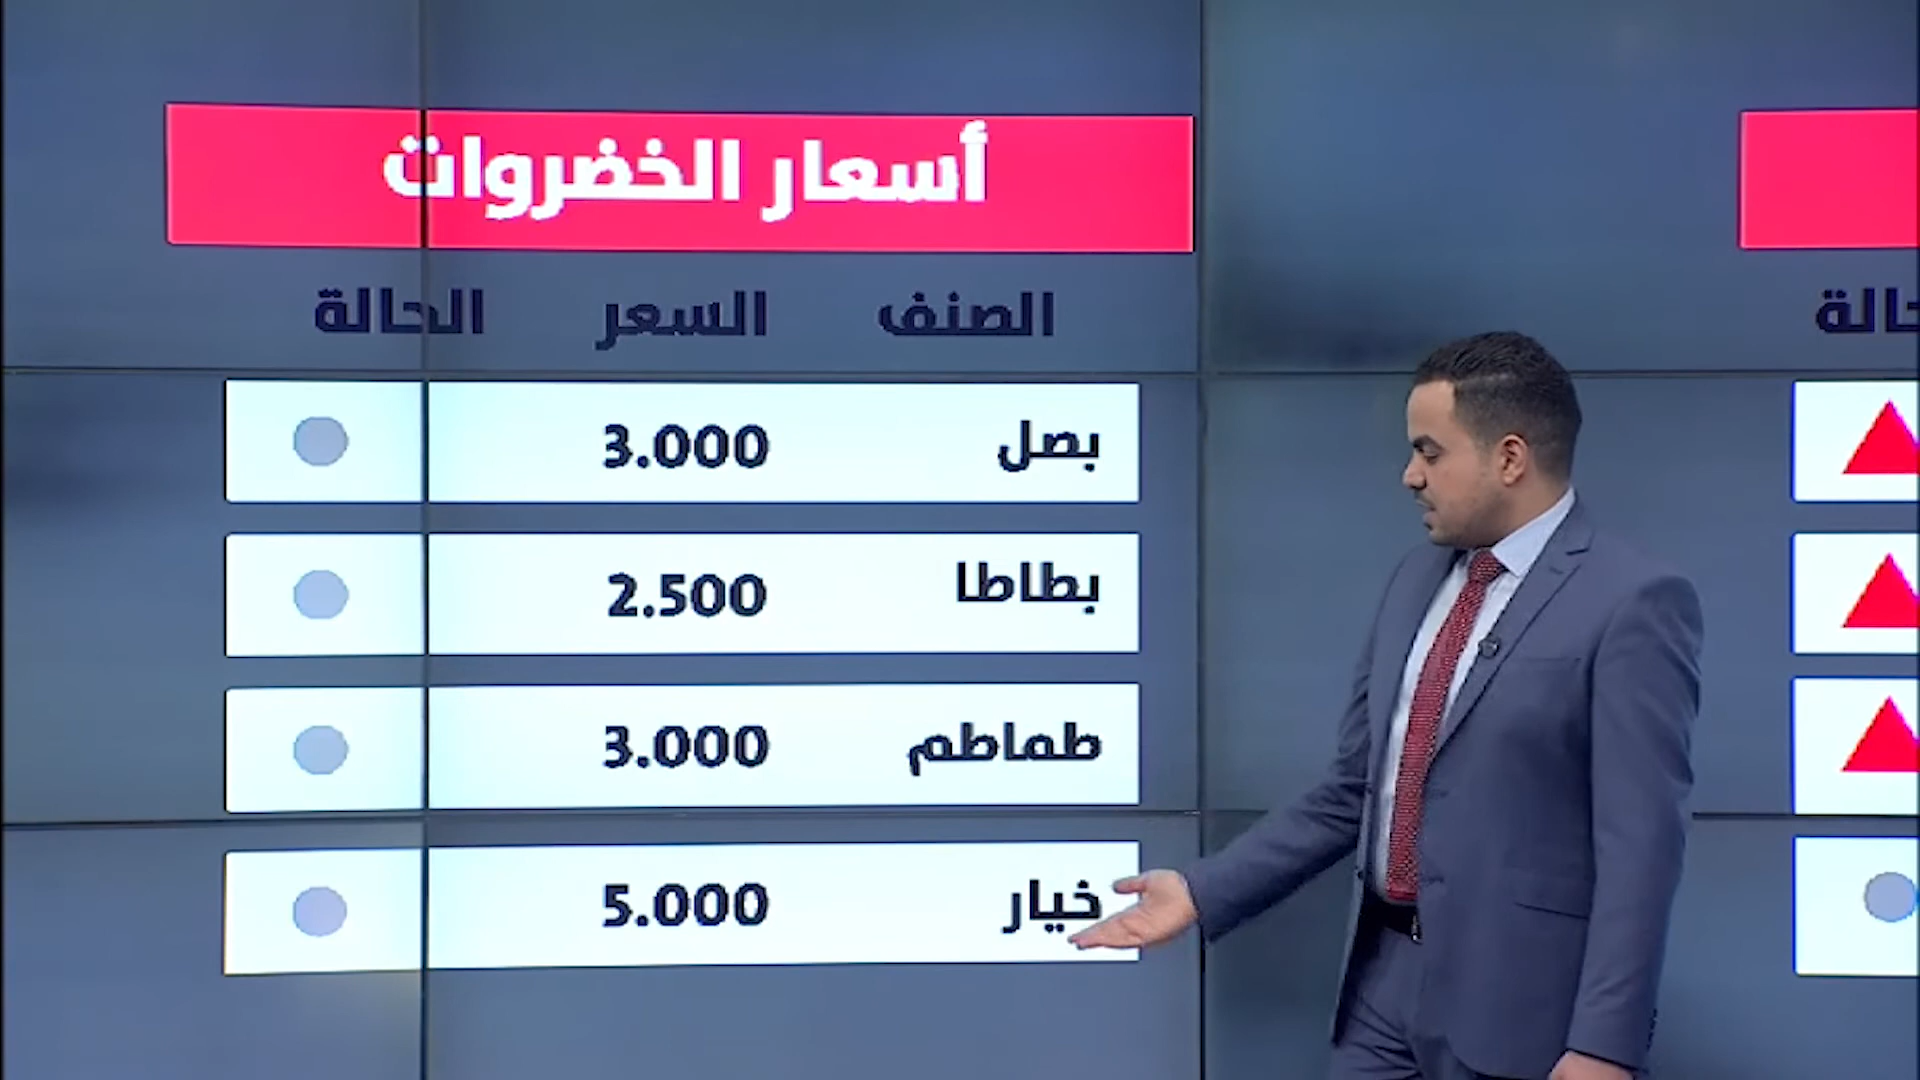 أسعار الخضروات
الصنف السعر الحالة
بصل 3.000
بطاطا 2.500
طماطم 3.000
خيار 5.000